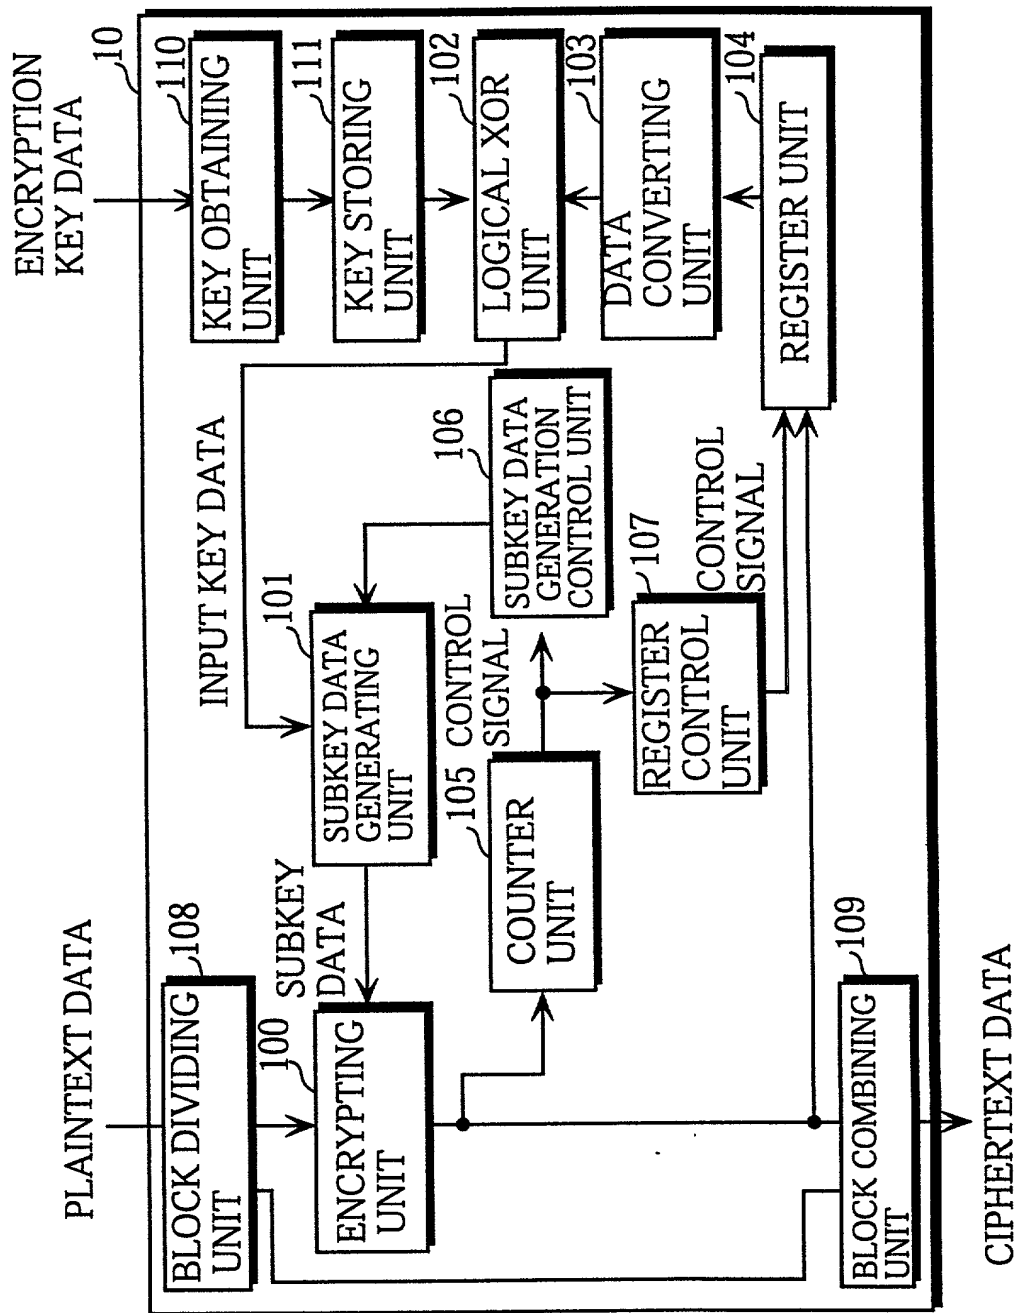 ENCRYPTION
KEY DATA
10
110
KEY OBTAINING
UNIT
111
KEY STORING
UNIT
102
LOGICAL XOR
UNIT
103
DATA
CONVERTING
UNIT
104
REGISTER UNIT
INPUT KEY DATA
106
SUBKEY DATA
GENERATION
CONTROL UNIT
101
SUBKEY DATA
GENERATING
UNIT
CONTROL
SIGNAL
107
REGISTER
CONTROL
UNIT
CONTROL
SIGNAL
105
COUNTER
UNIT
SUBKEY
DATA
PLAINTEXT DATA
108
BLOCK DIVIDING
UNIT
100
ENCRYPTING
UNIT
109
BLOCK COMBINING
UNIT
CIPHERTEXT DATA